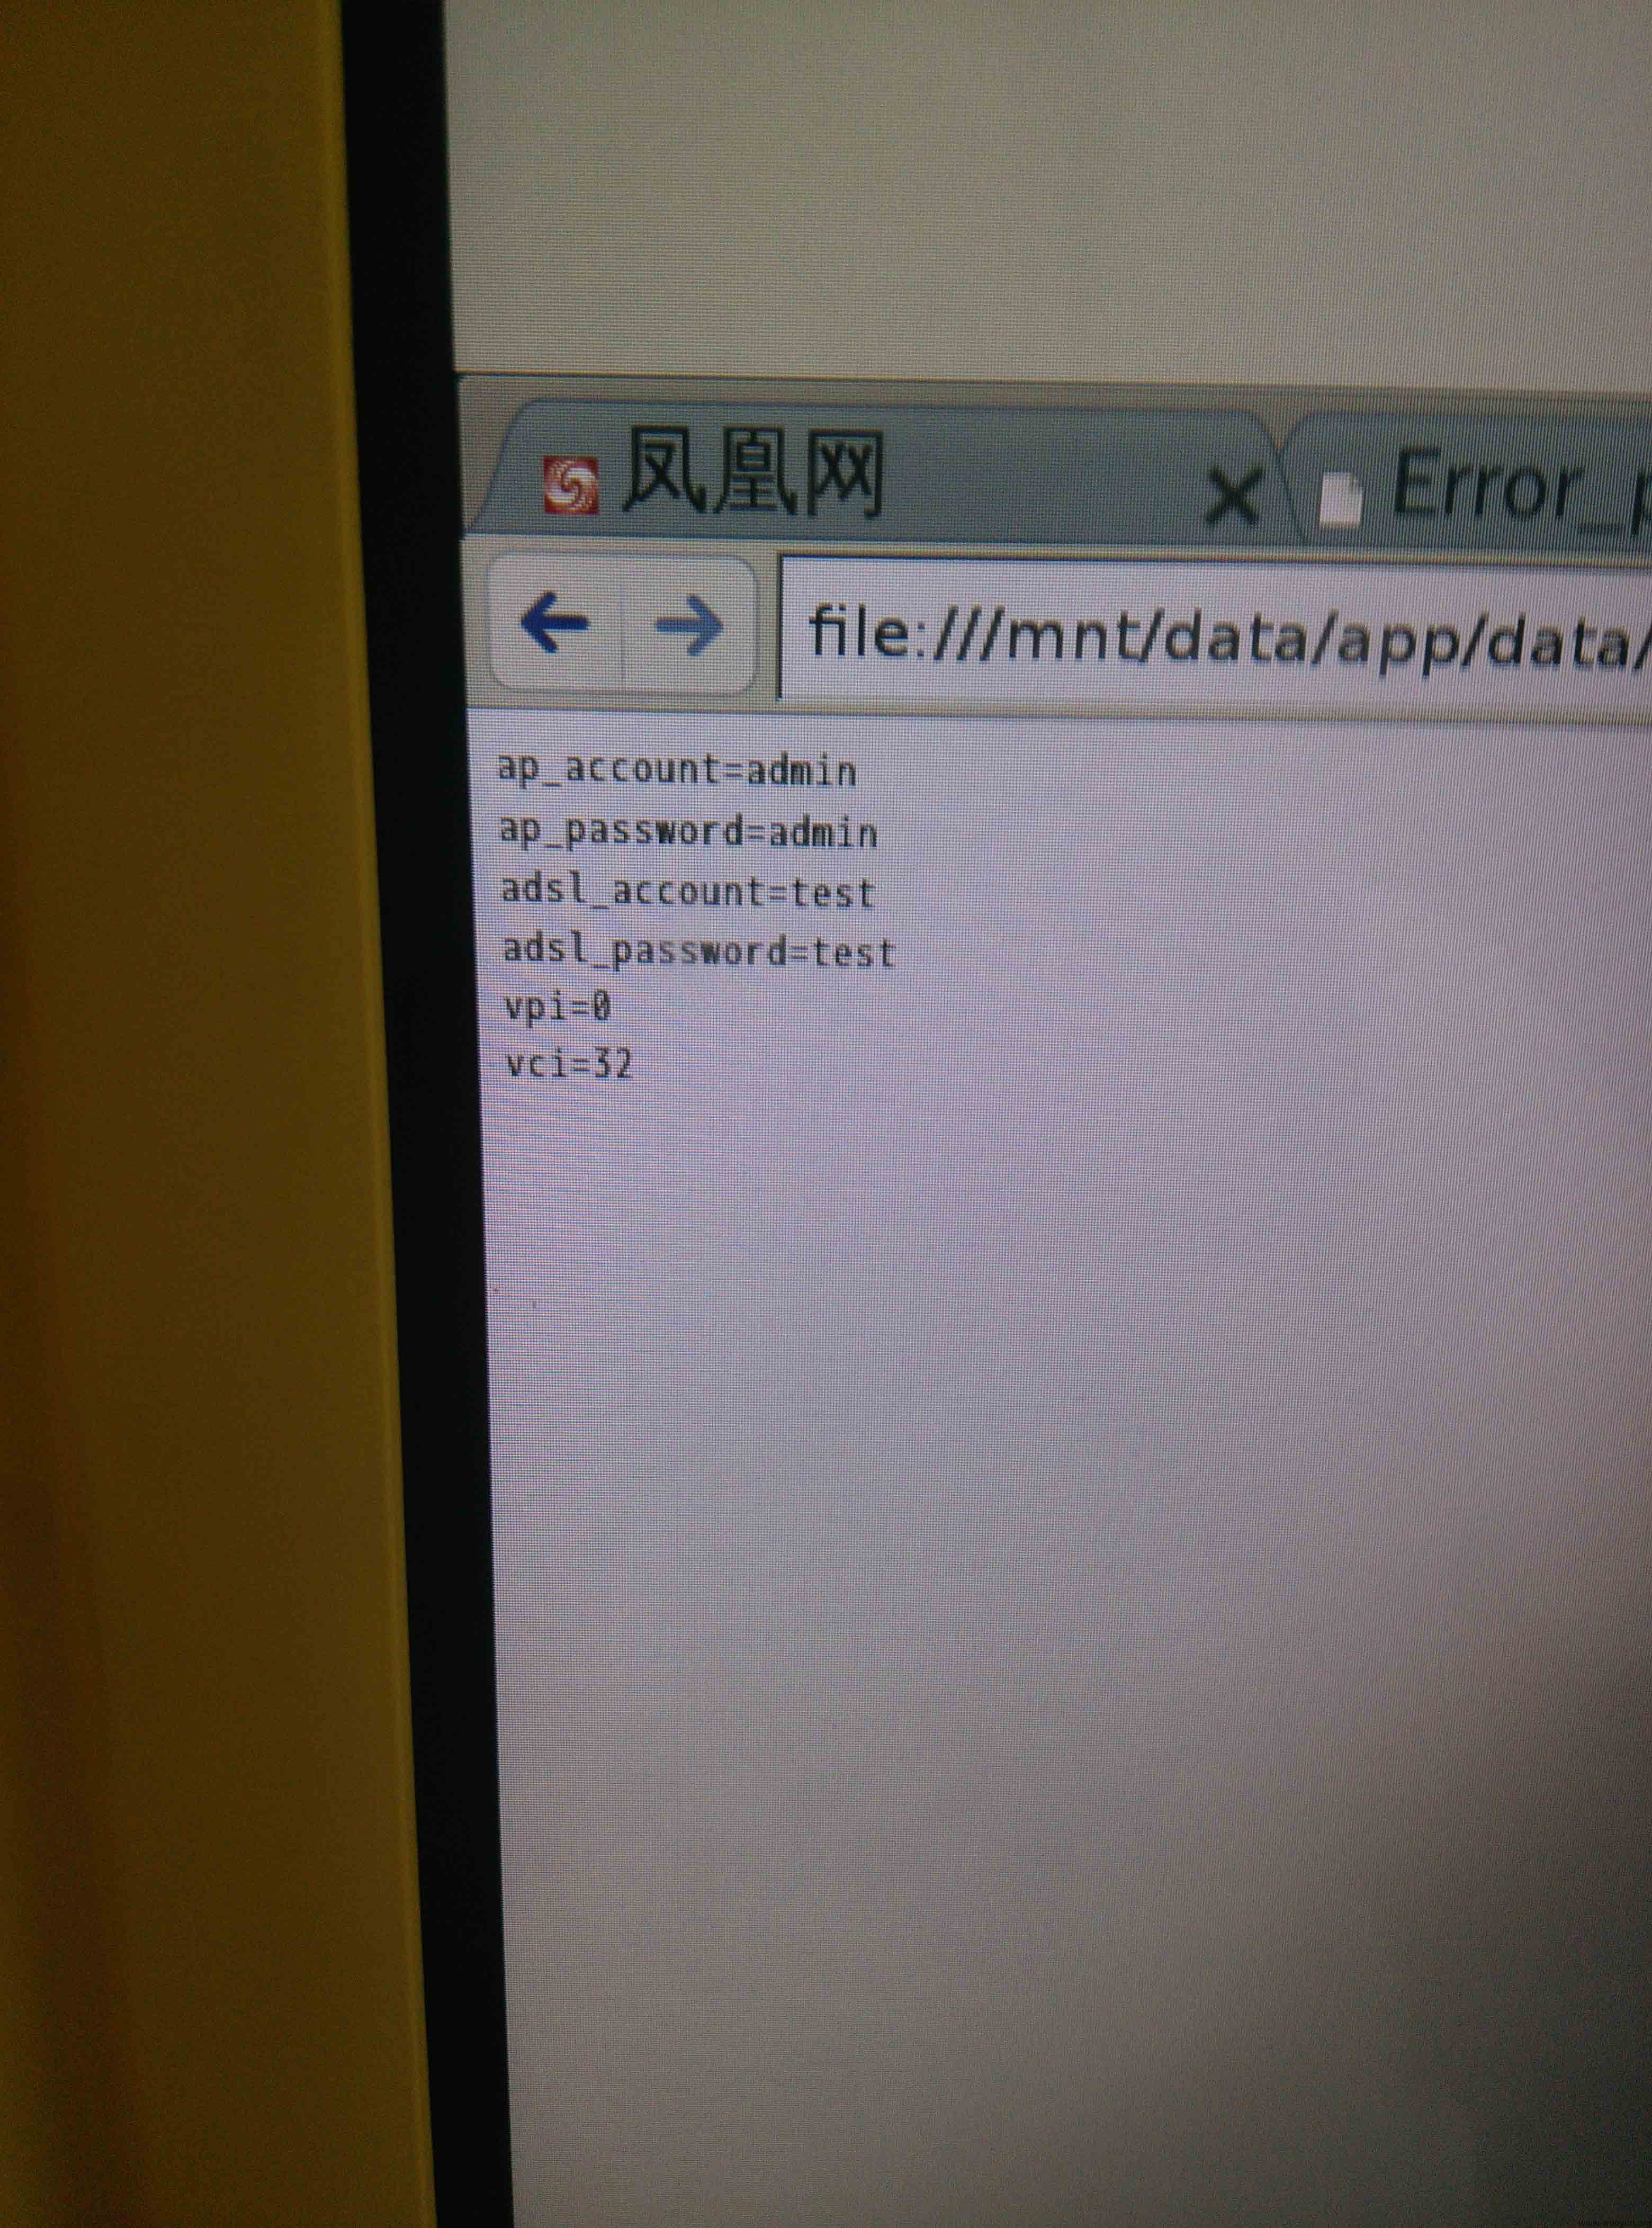 凤凰网
Error_
file:///mnt/data/app/data/
ap_account=admin
ap_password=admin
adsl_account=test
adsl_password=test
vpi=0
vci=32